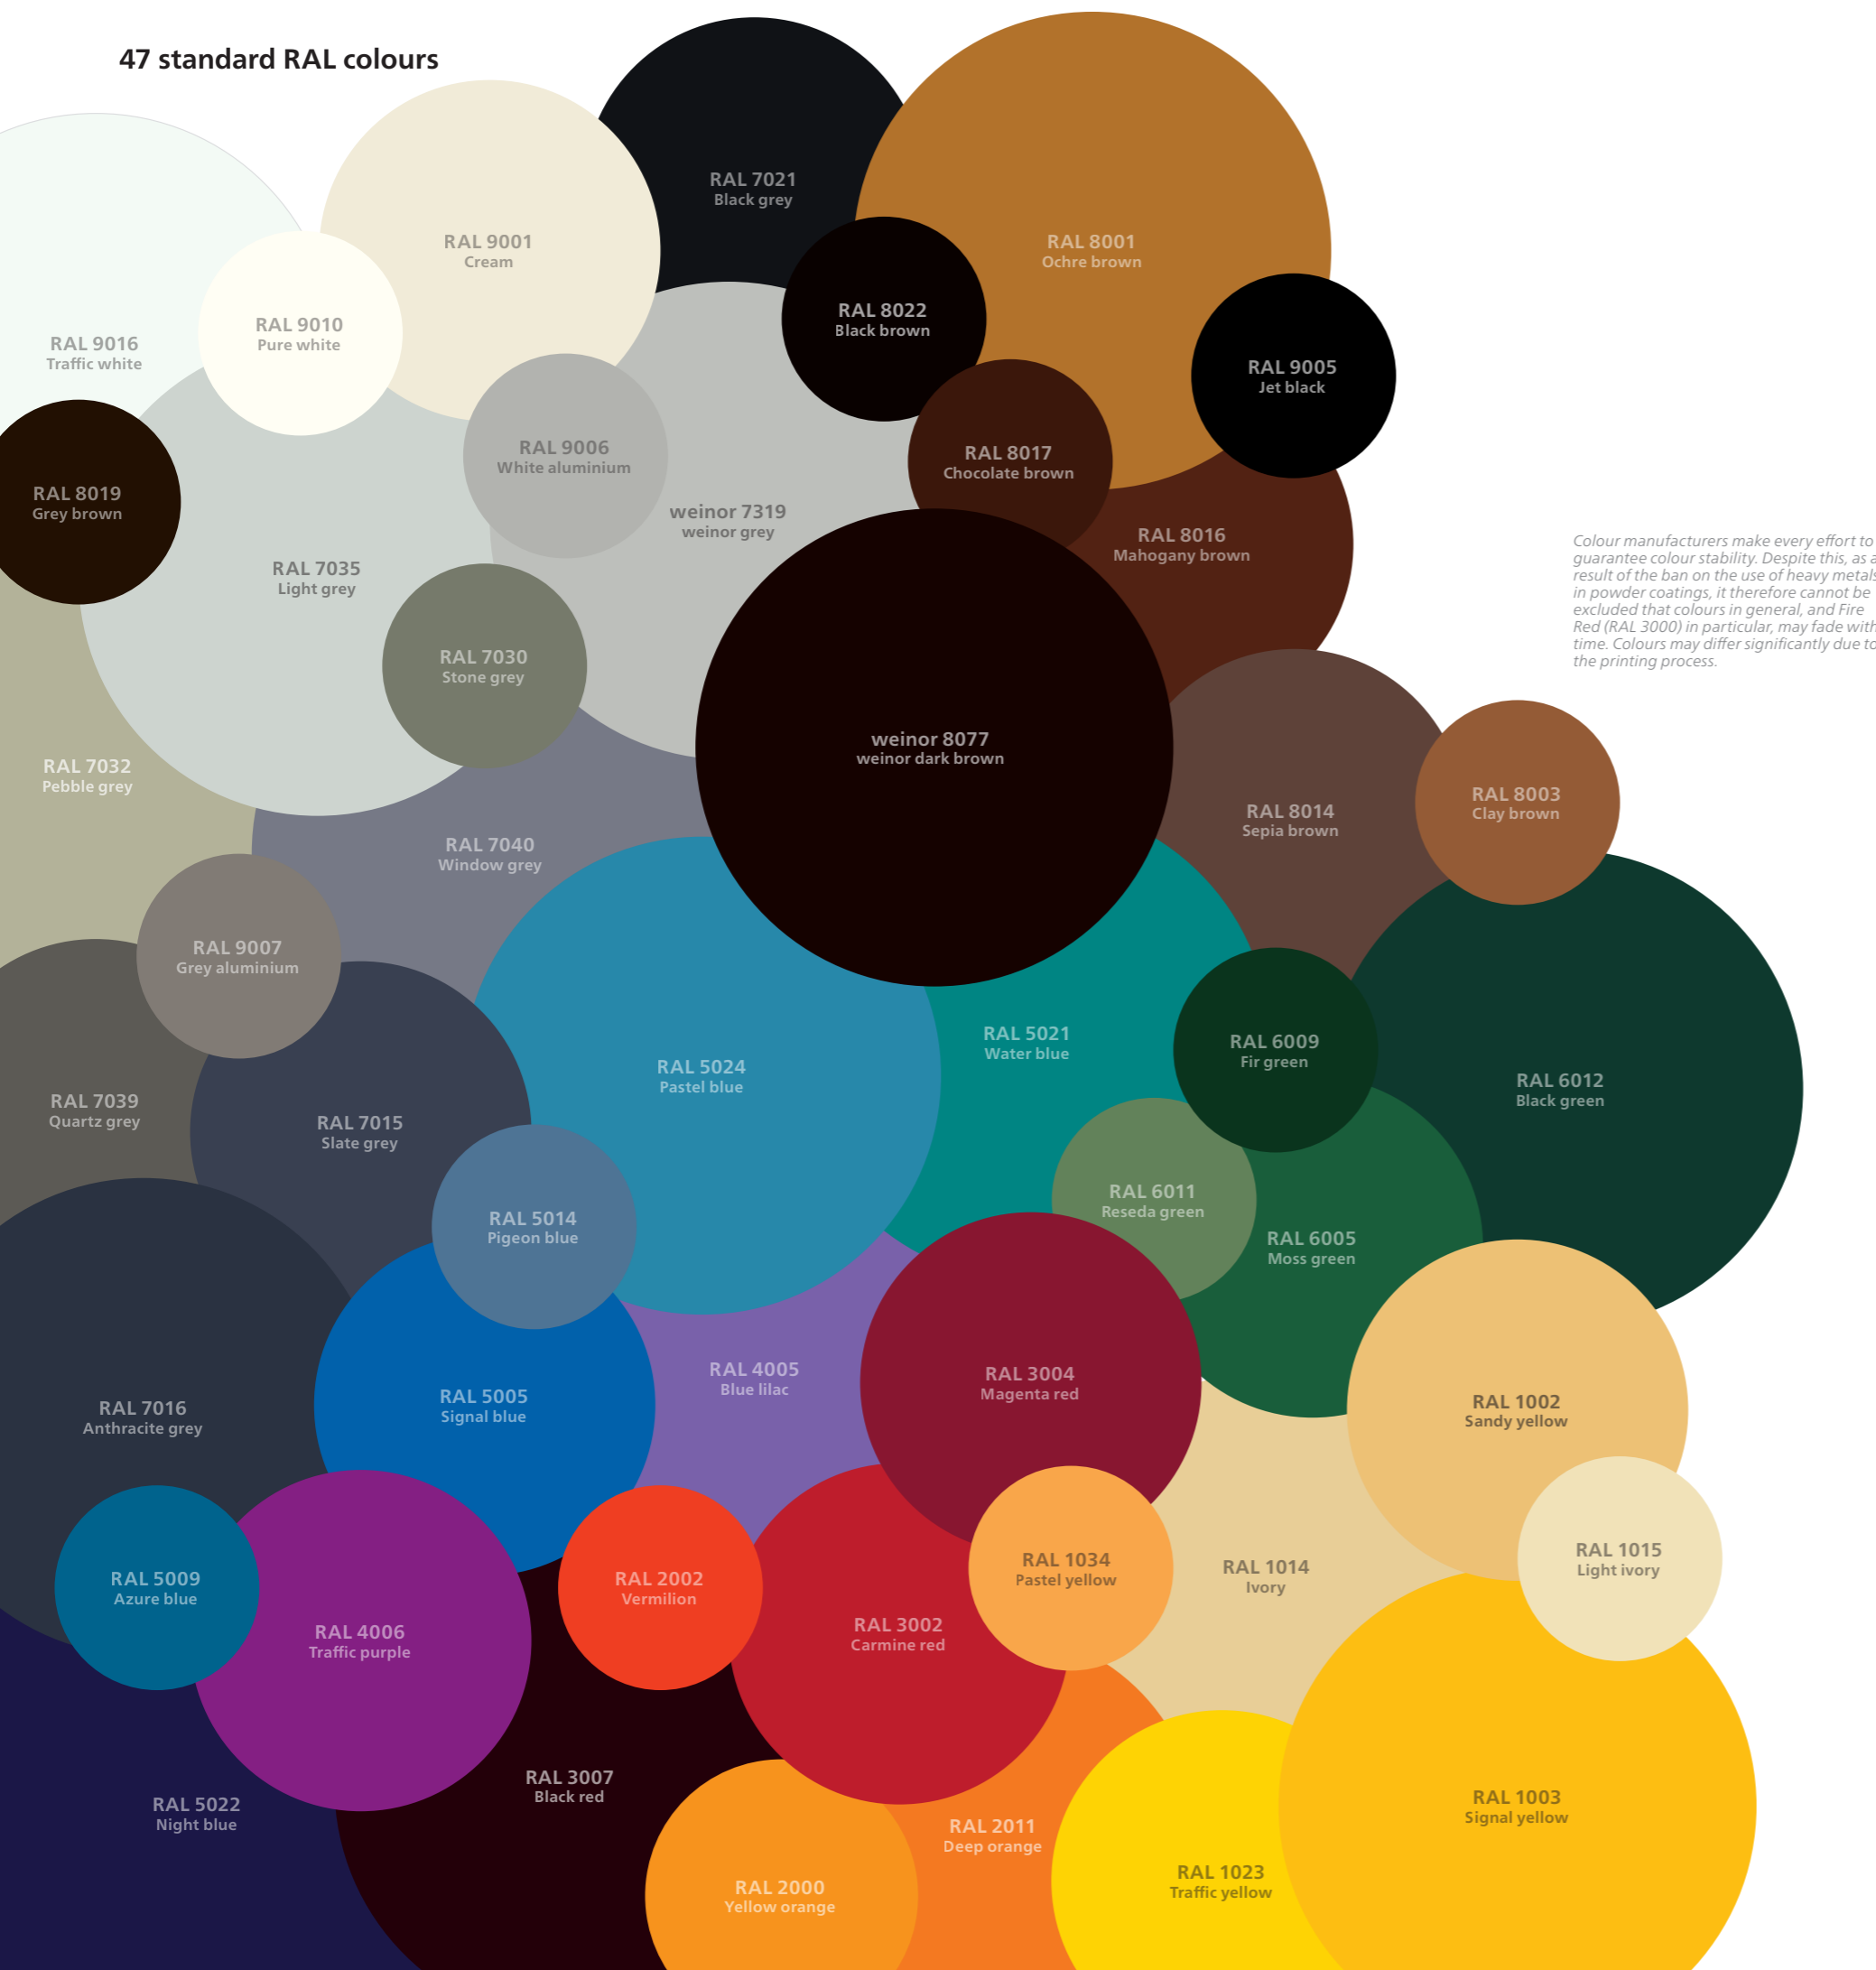 47 standard RAL colours
RAL 7021
Black grey
RAL 9001
Cream
RAL 8001
Ochre brown
RAL 9010
Pure white
RAL 8022
Black brown
RAL 9016
Traffic white
RAL 9005
Jet black
RAL 9006
White aluminium
RAL 8017
Chocolate brown
RAL 8019
Grey brown
weinor 7319
weinor grey
RAL 8016
Mahogany brown
Colour manufacturers make every effort to
guarantee colour stability. Despite this, as a
result of the ban on the use of heavy metals
in powder coatings, it therefore cannot be
excluded that colours in general, and Fire
Red (RAL 3000) in particular, may fade with
time. Colours may differ significantly due to
the printing process.
RAL 7035
Light grey
RAL 7030
Stone grey
weinor 8077
weinor dark brown
RAL 7032
Pebble grey
RAL 8003
Clay brown
RAL 8014
Sepia brown
RAL 7040
Window grey
RAL 9007
Grey aluminium
RAL 5021
Water blue
RAL 6009
Fir green
RAL 5024
Pastel blue
RAL 6012
Black green
RAL 7039
Quartz grey
RAL 7015
Slate grey
RAL 6011
Reseda green
RAL 5014
Pigeon blue
RAL 6005
Moss green
RAL 4005
Blue lilac
RAL 3004
Magenta red
RAL 5005
Signal blue
RAL 1002
Sandy yellow
RAL 7016
Anthracite grey
RAL 1015
Light ivory
RAL 1034
Pastel yellow
RAL 1014
Ivory
RAL 5009
Azure blue
RAL 2002
Vermilion
RAL 3002
Carmine red
RAL 4006
Traffic purple
RAL 3007
Black red
RAL 1003
Signal yellow
RAL 5022
Night blue
RAL 2011
Deep orange
RAL 1023
Traffic yellow
RAL 2000
Yellow orange